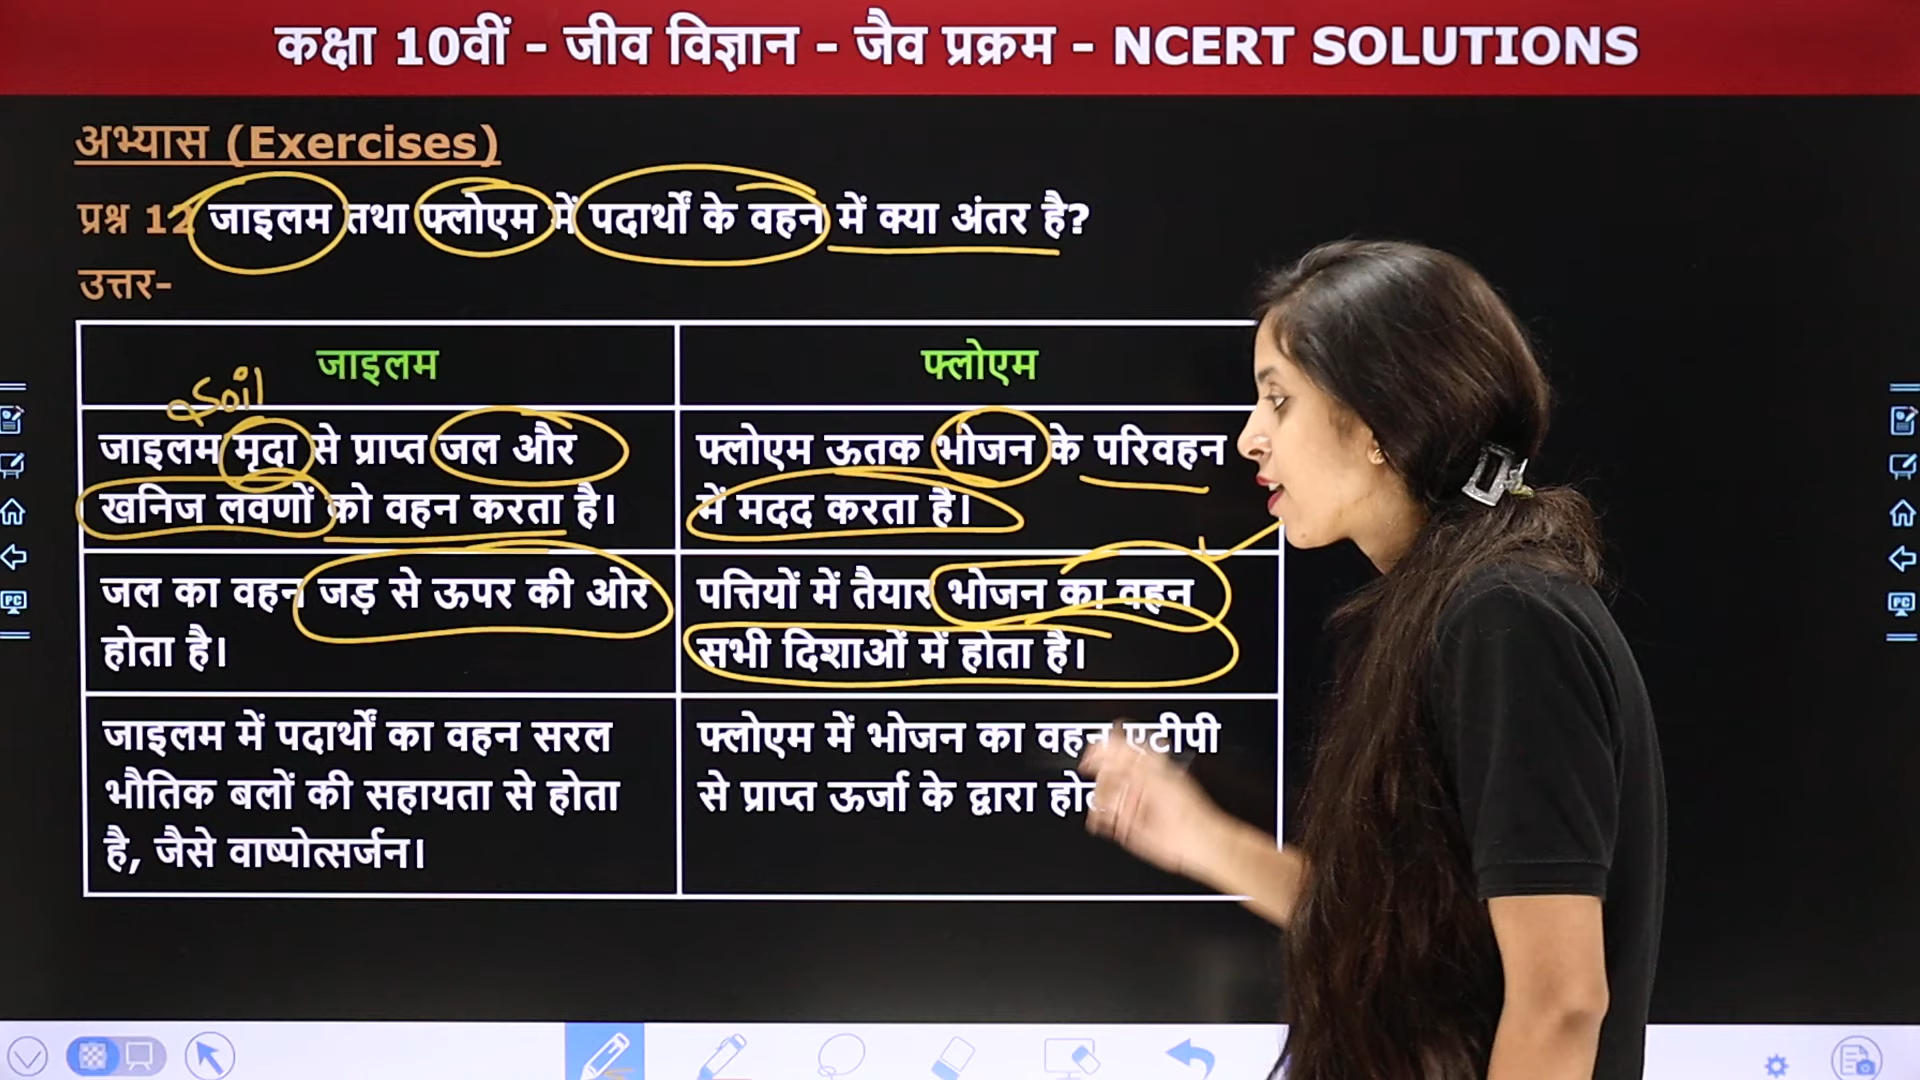 कक्षा 10वीं - जीव विज्ञान - जैव प्रक्रम - NCERT SOLUTIONS
अभ्यास (Exercises)
प्रश्न 12 जाइलम तथा फ्लोएम में पदार्थों के वहन में क्या अंतर है?
उत्तर-
जाइलम
फ्लोएम
Soil
जाइलम मृदा से प्राप्त जल और
खनिज लवणों को वहन करता है।
फ्लोएम ऊतक भोजन के परिवहन
में मदद करता है।
जल का वहन जड़ से ऊपर की ओर
होता है।
पत्तियों में तैयार भोजन का वहन
सभी दिशाओं में होता है।
जाइलम में पदार्थों का वहन सरल
भौतिक बलों की सहायता से होता
है, जैसे वाष्पोत्सर्जन।
फ्लोएम में भोजन का वहन एटीपी
से प्राप्त ऊर्जा के द्वारा
PC
PC